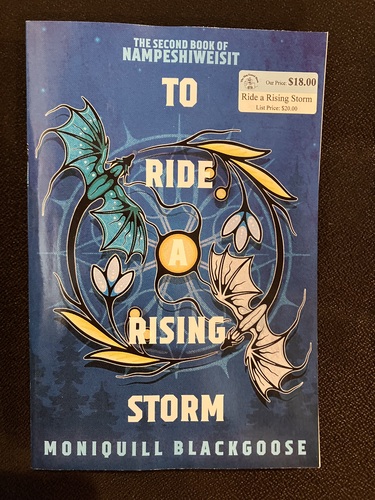 THE SECOND BOOK OF
NAMPESHIWEISIT
TO
Our Price $18.00
Ride a Rising Storm
List Price: $20.00
RIDE
A
RISING
STORM
MONIQUILL BLACKGOOSE